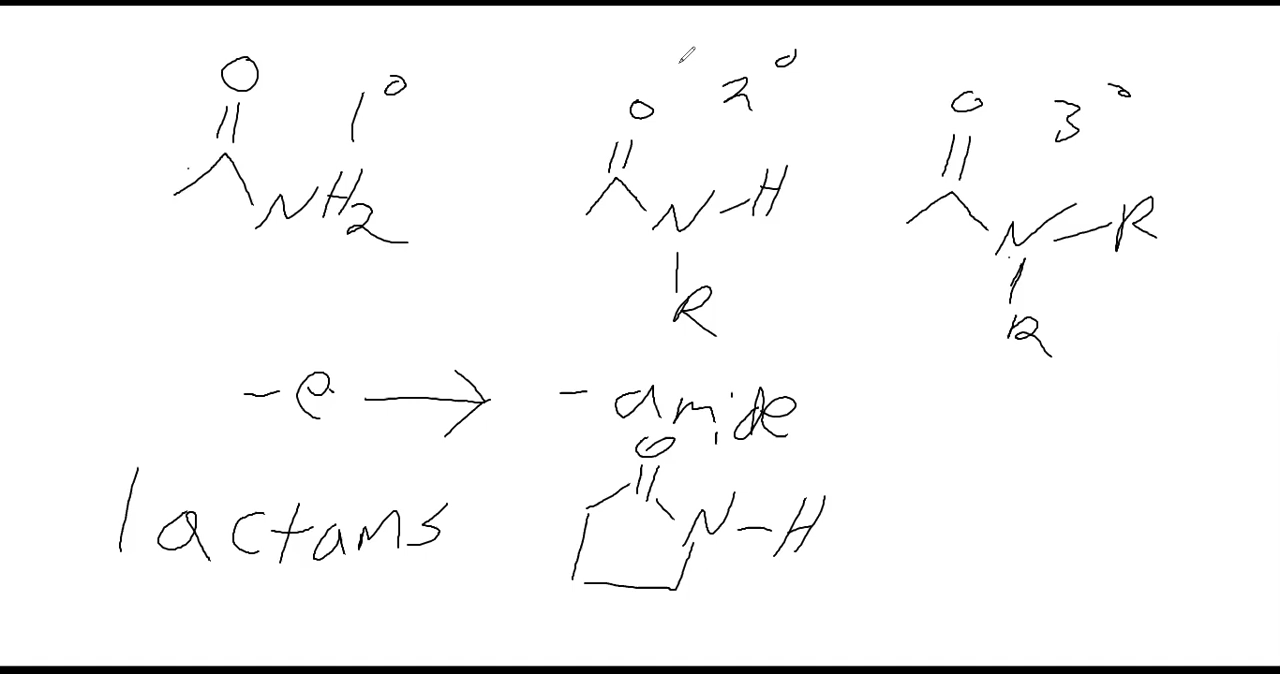 O 1° O 2° O 3°
NH2 N-H N-R
R R
-e → -amide
O
lactams N-H